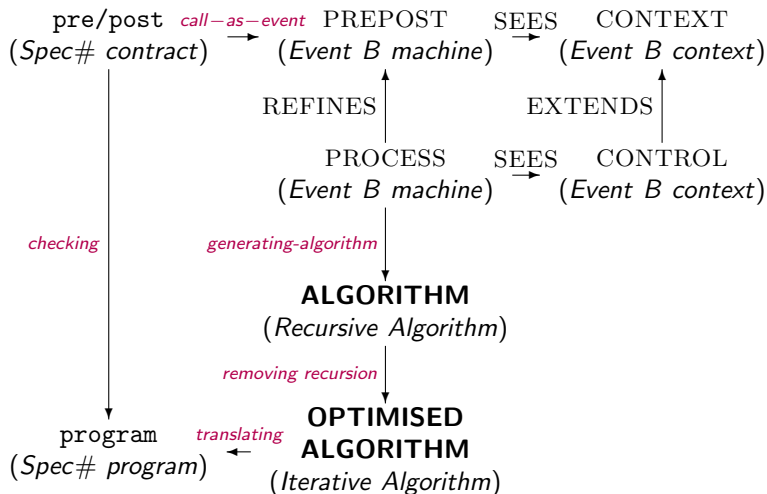 pre/post call−as−event PREPOST SEES CONTEXT
(Spec# contract) (Event B machine) (Event B context)
REFINES EXTENDS
PROCESS SEES CONTROL
(Event B machine) (Event B context)
checking generating-algorithm
ALGORITHM
(Recursive Algorithm)
removing recursion
OPTIMISED
program translating ALGORITHM
(Spec# program) (Iterative Algorithm)